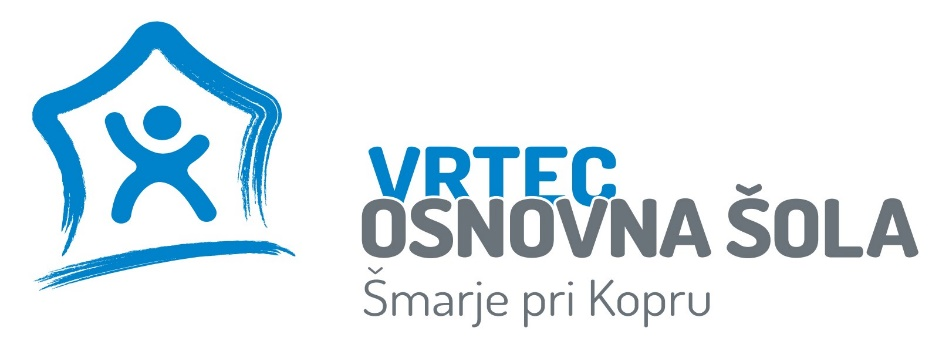 VRTEC
OSNOVNA ŠOLA
Šmarje pri Kopru